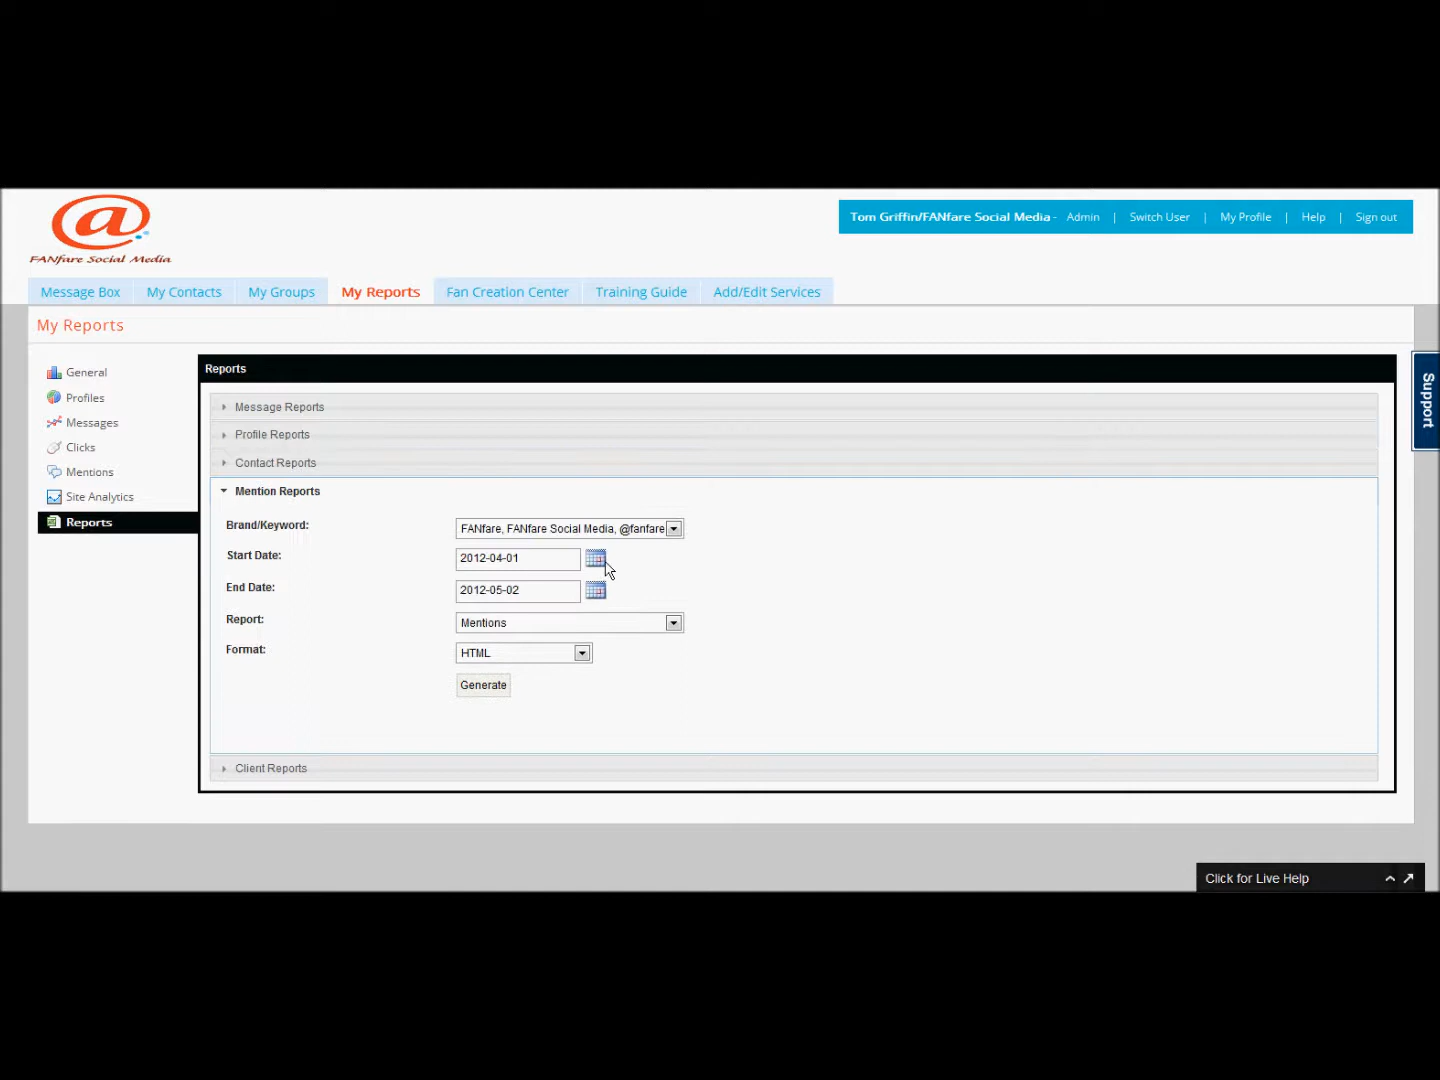 @
FANfare Social Media
Tom Griffin/FANfare Social Media - Admin | Switch User | My Profile | Help | Sign out
Message Box My Contacts My Groups My Reports Fan Creation Center Training Guide Add/Edit Services
My Reports
General
Profiles
Messages
Clicks
Mentions
Site Analytics
Reports
Reports
Message Reports
Profile Reports
Contact Reports
Mention Reports
Brand/Keyword: FANfare, FANfare Social Media, @fanfare
Start Date: 2012-04-01
End Date: 2012-05-02
Report: Mentions
Format: HTML
Generate
Client Reports
Support
Click for Live Help